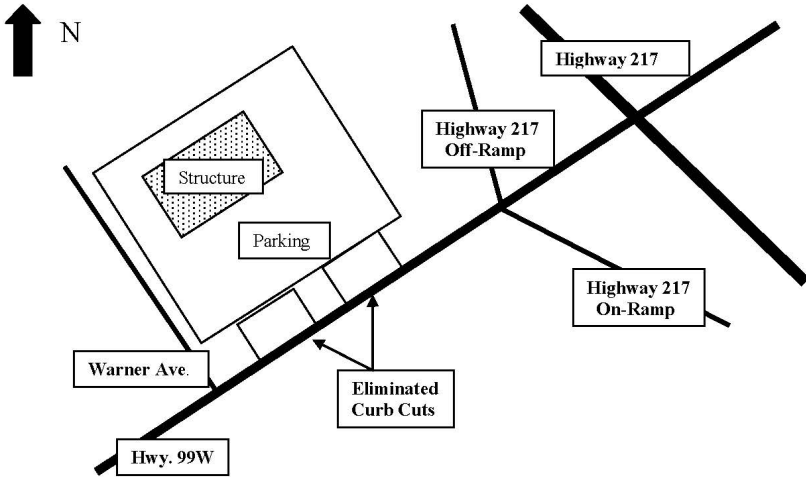 N
Highway 217
Highway 217
Off-Ramp
Structure
Parking
Highway 217
On-Ramp
Warner Ave.
Eliminated
Curb Cuts
Hwy. 99W